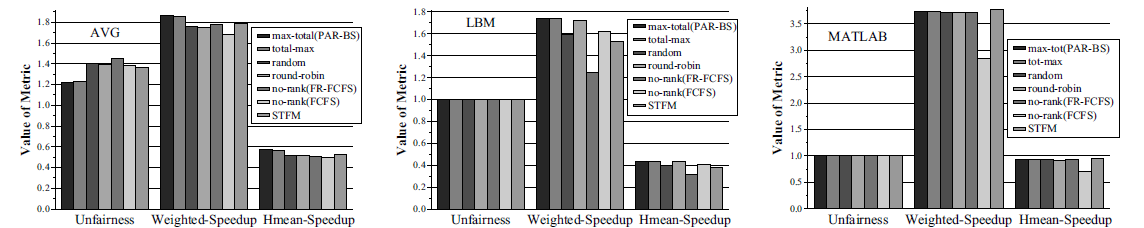 Value of Metric
1.8
1.6
1.4
1.2
1.0
0.8
0.6
0.4
0.2
0.0
AVG
max-total(PAR-BS)
total-max
random
round-robin
no-rank(FR-FCFS)
no-rank(FCFS)
STFM
Unfairness Weighted-Speedup Hmean-Speedup
Value of Metric
1.8
1.6
1.4
1.2
1.0
0.8
0.6
0.4
0.2
0.0
LBM
max-total(PAR-BS)
total-max
random
round-robin
no-rank(FR-FCFS)
no-rank(FCFS)
STFM
Unfairness Weighted-Speedup Hmean-Speedup
Value of Metric
3.5
3.0
2.5
2.0
1.5
1.0
0.5
0.0
MATLAB
max-tot(PAR-BS)
tot-max
random
round-robin
no-rank(FR-FCFS)
no-rank(FCFS)
STFM
Unfairness Weighted-Speedup Hmean-Speedup